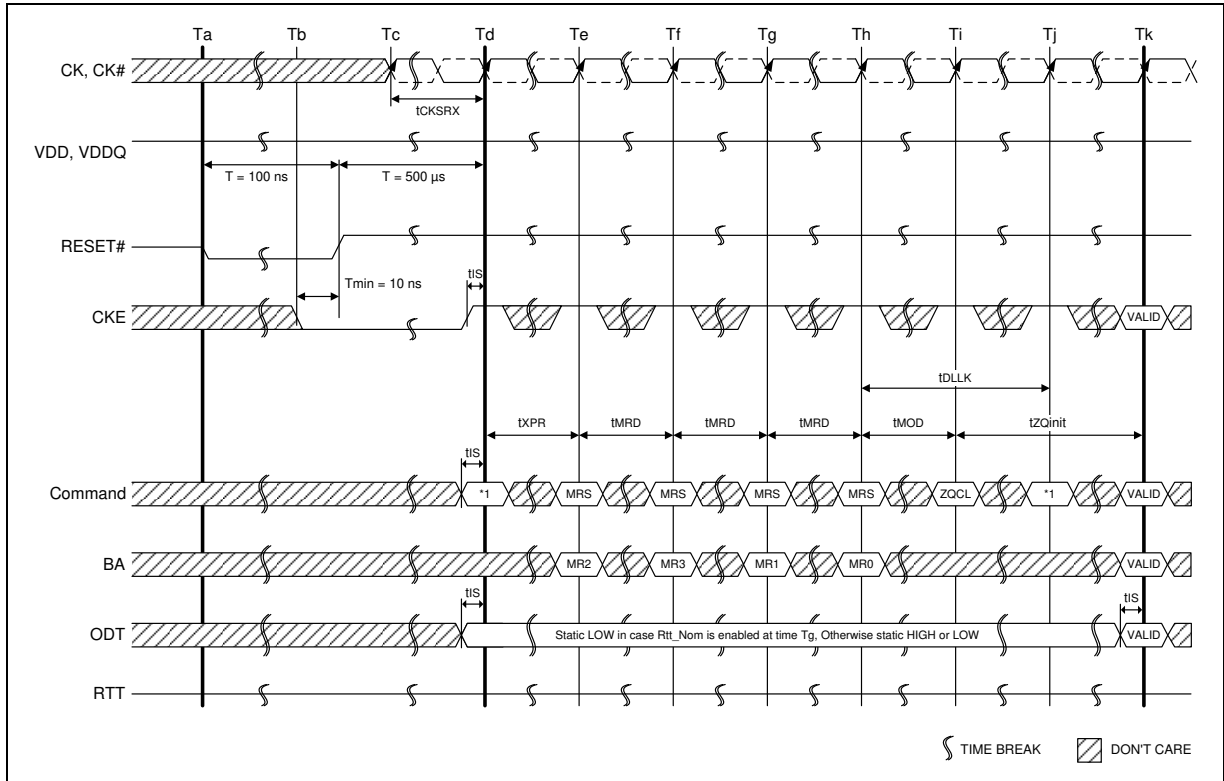 Ta Tb Tc Td Te Tf Tg Th Ti Tj Tk
CK, CK#
tCKSRX
VDD, VDDQ
T = 100 ns T = 500 µs
RESET#
Tmin = 10 ns tIS
CKE VALID
tDLLK
tXPR tMRD tMRD tMRD tMOD tZQinit
tIS
Command *1 MRS MRS MRS MRS ZQCL *1 VALID
BA MR2 MR3 MR1 MR0 VALID
tIS tIS
ODT Static LOW in case Rtt_Nom is enabled at time Tg, Otherwise static HIGH or LOW VALID
RTT
TIME BREAK DON'T CARE